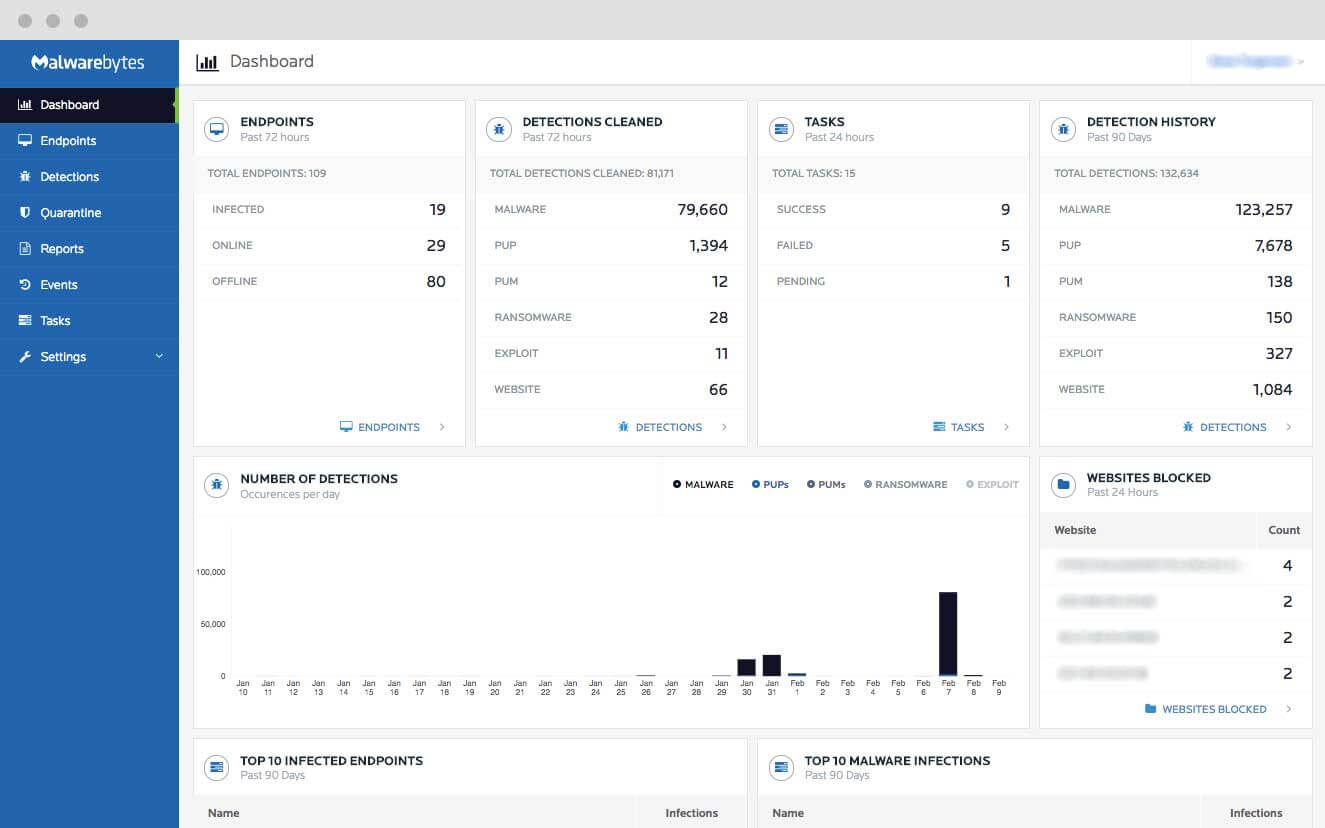 Malwarebytes
Dashboard
Dashboard
Endpoints
Detections
Quarantine
Reports
Events
Tasks
Settings
ENDPOINTS
Past 72 hours
TOTAL ENDPOINTS: 109
INFECTED 19
ONLINE 29
OFFLINE 80
ENDPOINTS
DETECTIONS CLEANED
Past 72 hours
TOTAL DETECTIONS CLEANED: 81,171
MALWARE 79,660
PUP 1,394
PUM 12
RANSOMWARE 28
EXPLOIT 11
WEBSITE 66
DETECTIONS
TASKS
Past 24 hours
TOTAL TASKS: 15
SUCCESS 9
FAILED 5
PENDING 1
TASKS
DETECTION HISTORY
Past 90 Days
TOTAL DETECTIONS: 132,634
MALWARE 123,257
PUP 7,678
PUM 138
RANSOMWARE 150
EXPLOIT 327
WEBSITE 1,084
DETECTIONS
NUMBER OF DETECTIONS
Occurences per day
MALWARE PUPs PUMs RANSOMWARE EXPLOIT
100,000
50,000
0
Jan Jan Jan Jan Jan Jan Jan Jan Jan Jan Jan Jan Jan Jan Jan Jan Jan Jan Jan Jan Jan Jan Feb Feb Feb Feb Feb Feb Feb Feb Feb
10 11 12 13 14 15 16 17 18 19 20 21 22 23 24 25 26 27 28 29 30 31 1 2 3 4 5 6 7 8 9
WEBSITES BLOCKED
Past 24 Hours
Website Count
4
2
2
2
WEBSITES BLOCKED
TOP 10 INFECTED ENDPOINTS
Past 90 Days
Name Infections
TOP 10 MALWARE INFECTIONS
Past 90 Days
Name Infections